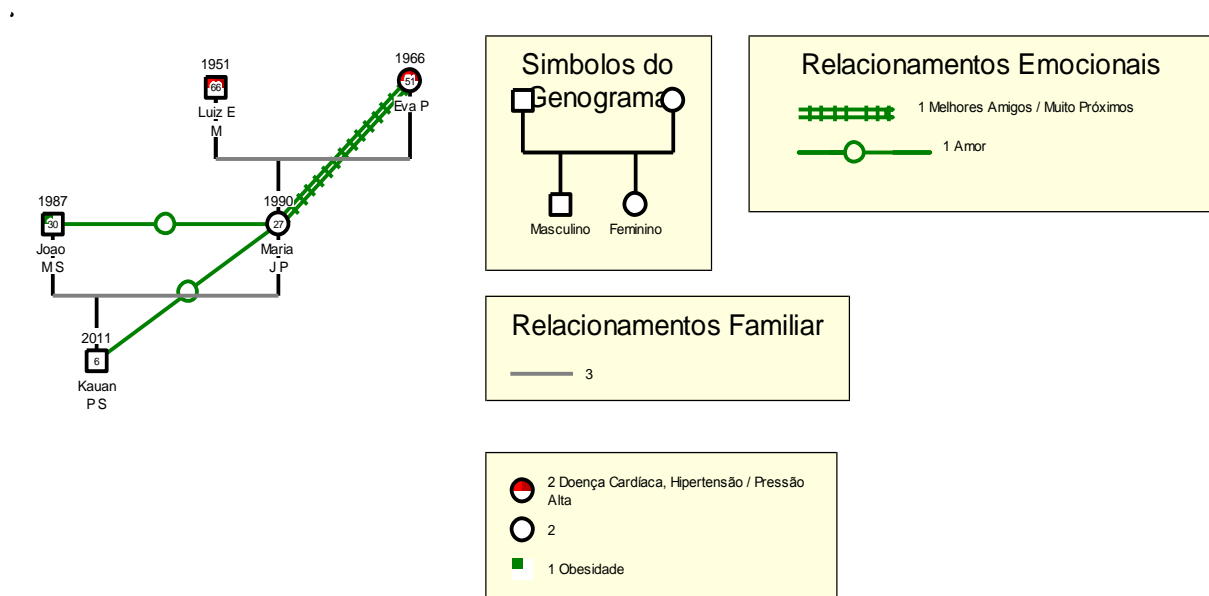 1951
66
Luiz E
M
1966
51
Eva P
1987
30
Joao
M S
1990
27
Maria
J P
2011
6
Kauan
P S
Simbolos do
Genograma
Masculino
Feminino
Relacionamentos Emocionais
1 Melhores Amigos / Muito Próximos
1 Amor
Relacionamentos Familiar
3
2 Doença Cardíaca, Hipertensão / Pressão
Alta
2
1 Obesidade